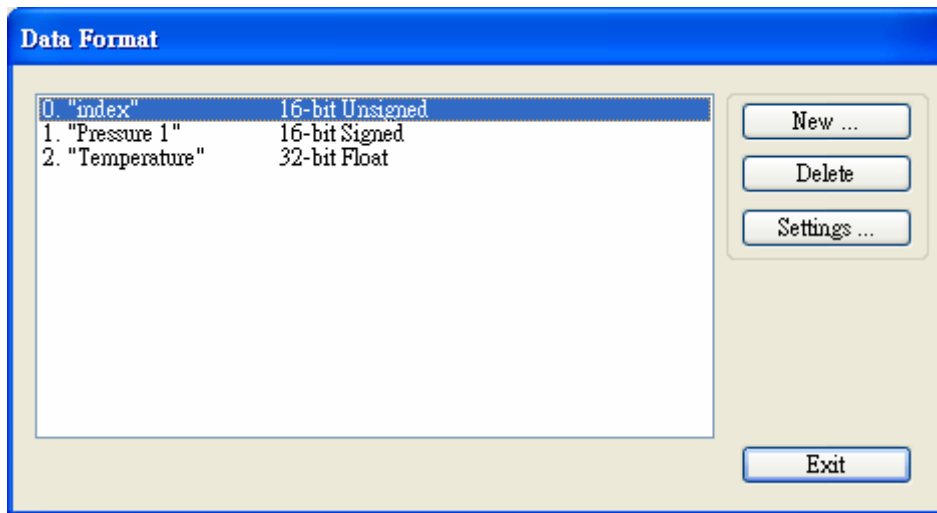 Data Format
0. "index" 16-bit Unsigned
1. "Pressure 1" 16-bit Signed
2. "Temperature" 32-bit Float
New ...
Delete
Settings ...
Exit